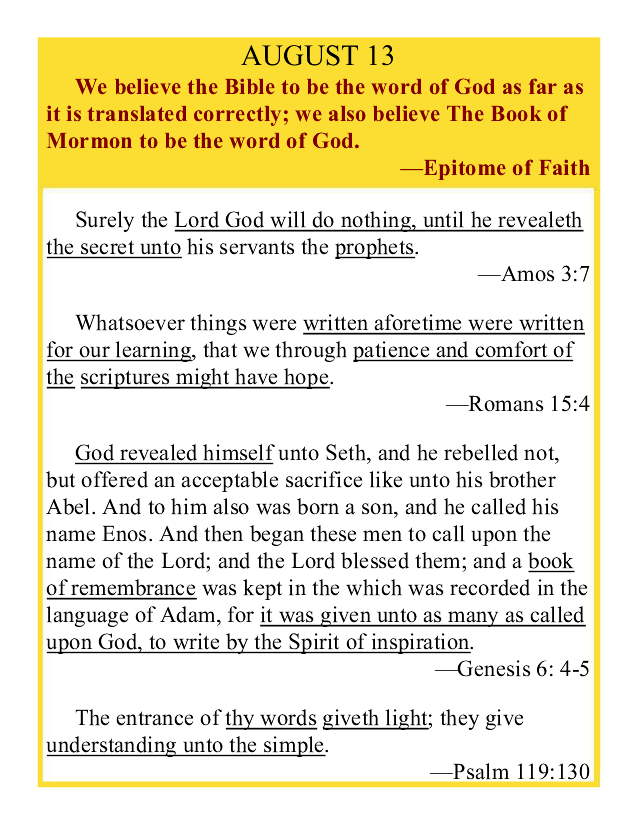 AUGUST 13
We believe the Bible to be the word of God as far as
it is translated correctly; we also believe The Book of
Mormon to be the word of God.
—Epitome of Faith
Surely the Lord God will do nothing, until he revealeth
the secret unto his servants the prophets.
—Amos 3:7
Whatsoever things were written aforetime were written
for our learning, that we through patience and comfort of
the scriptures might have hope.
—Romans 15:4
God revealed himself unto Seth, and he rebelled not,
but offered an acceptable sacrifice like unto his brother
Abel. And to him also was born a son, and he called his
name Enos. And then began these men to call upon the
name of the Lord; and the Lord blessed them; and a book
of remembrance was kept in the which was recorded in the
language of Adam, for it was given unto as many as called
upon God, to write by the Spirit of inspiration.
—Genesis 6: 4-5
The entrance of thy words giveth light; they give
understanding unto the simple.
—Psalm 119:130